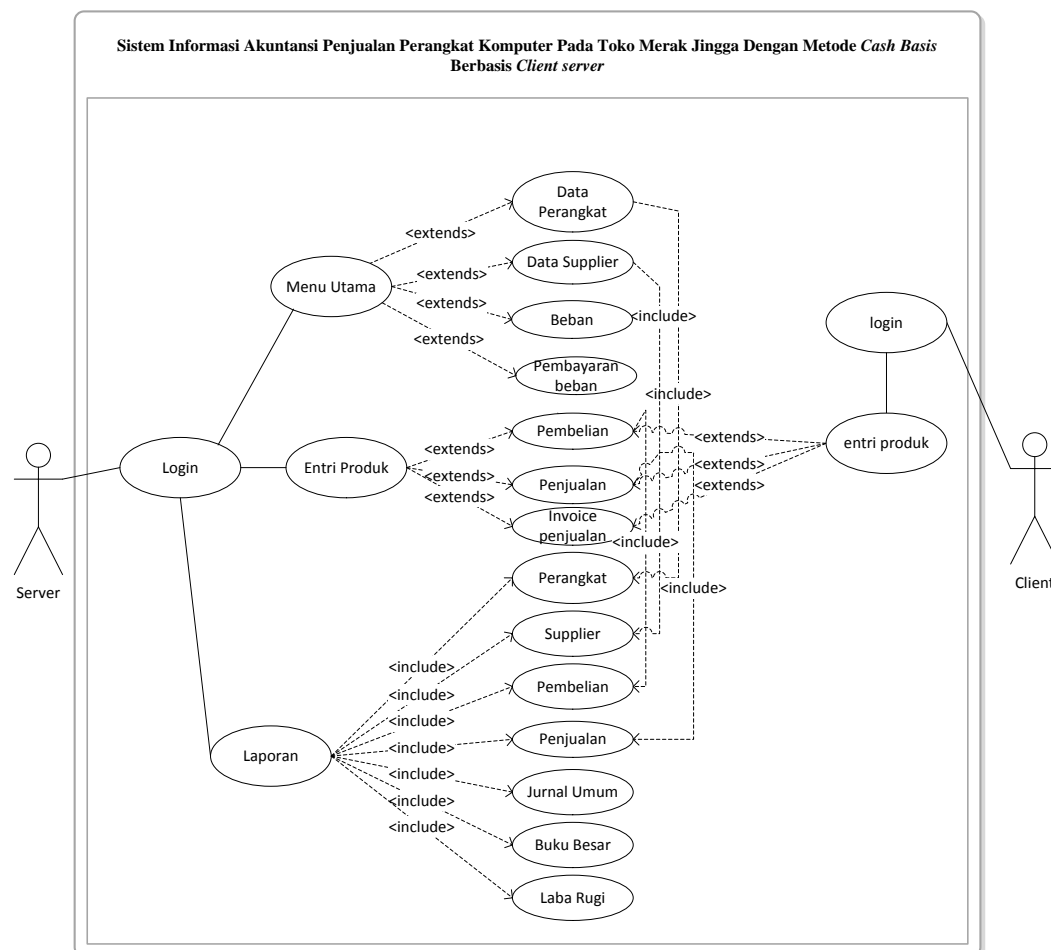 Sistem Informasi Akuntansi Penjualan Perangkat Komputer Pada Toko Merak Jingga Dengan Metode Cash Basis
Berbasis Client server
Data
Perangkat
<extends>
Menu Utama
<extends>
Data Supplier
<extends>
Beban
<include>
login
<extends>
Pembayaran
beban
<include>
Pembelian
<extends>
<extends>
entri produk
Login
Entri Produk
<extends>
Penjualan
<extends>
<extends>
<extends>
Invoice
penjualan
<include>
Perangkat
<include>
Server
Client
Supplier
<include>
Pembelian
<include>
<include>
Laporan
<include>
Penjualan
<include>
Jurnal Umum
<include>
Buku Besar
<include>
Laba Rugi